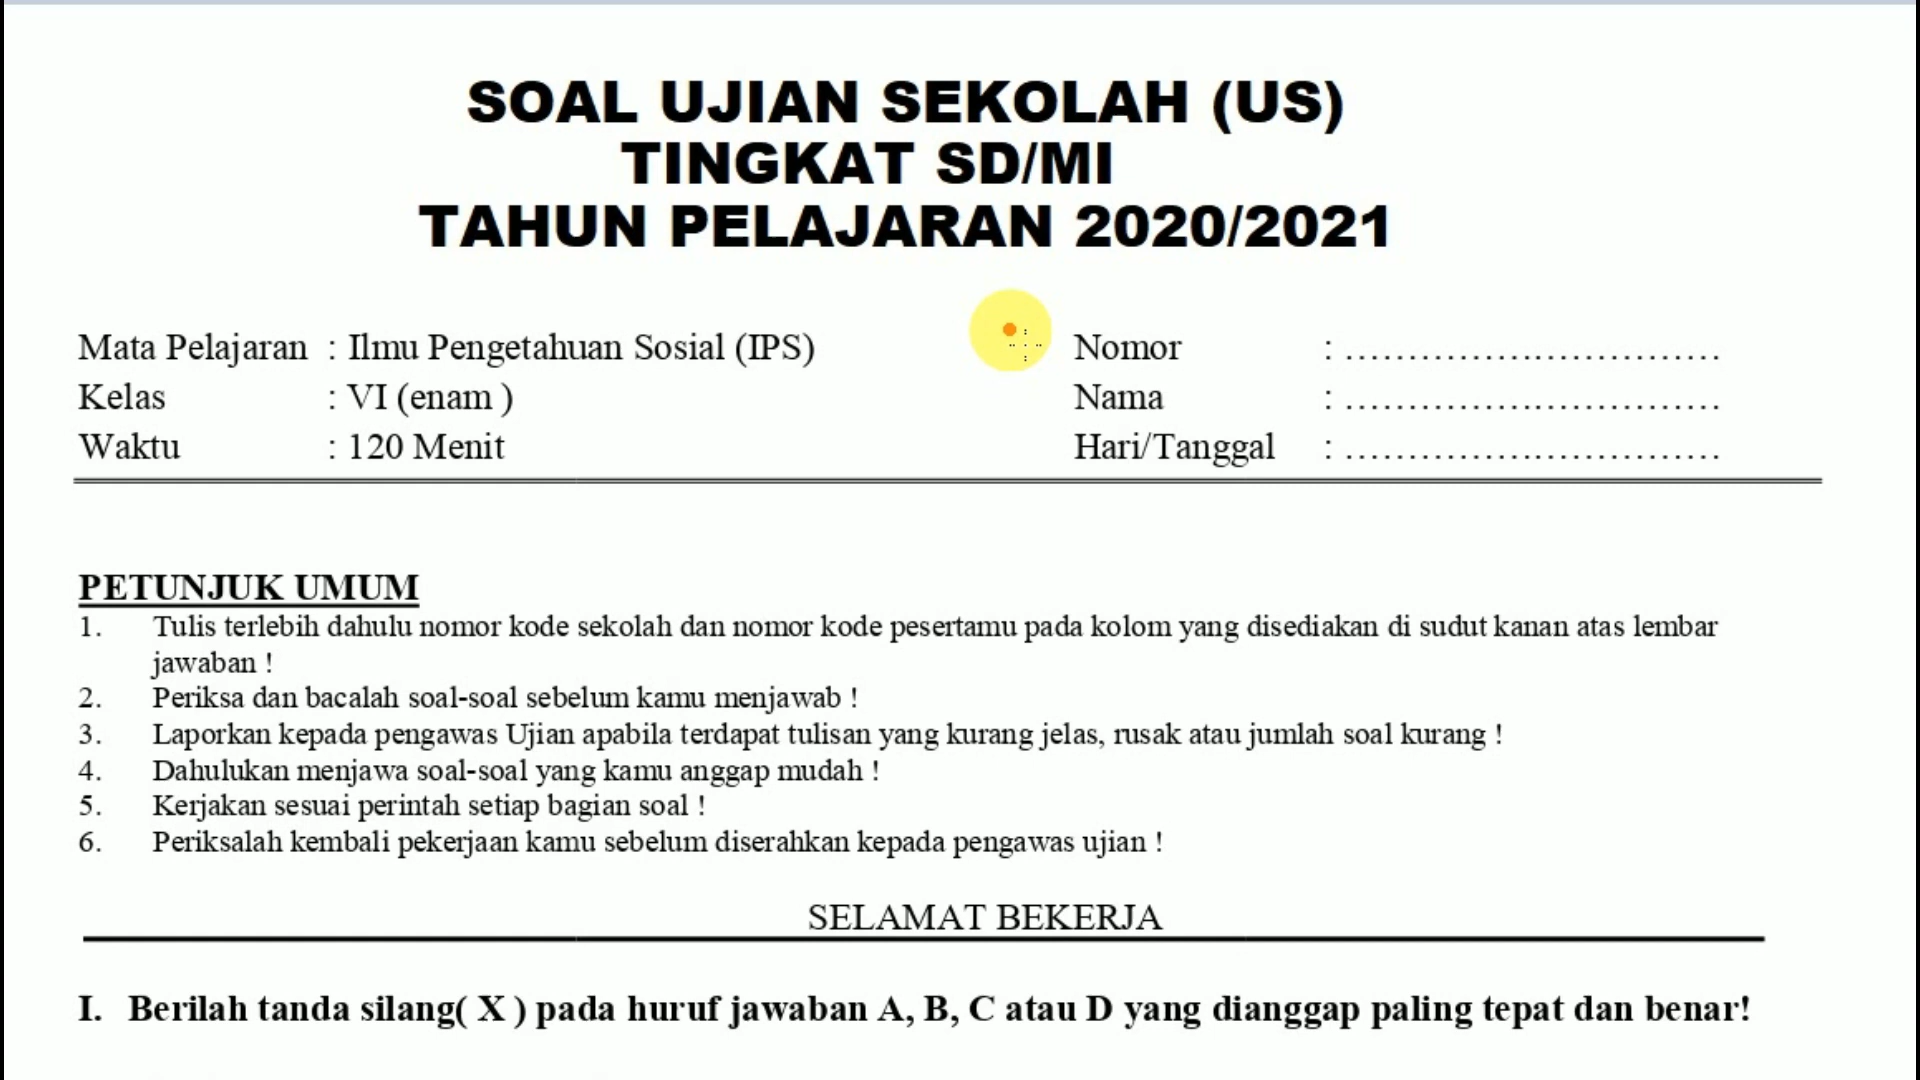 SOAL UJIAN SEKOLAH (US)
TINGKAT SD/MI
TAHUN PELAJARAN 2020/2021
Mata Pelajaran : Ilmu Pengetahuan Sosial (IPS)
Kelas : VI (enam )
Waktu : 120 Menit
Nomor : ..............................
Nama : ..............................
Hari/Tanggal : ..............................
PETUNJUK UMUM
1. Tulis terlebih dahulu nomor kode sekolah dan nomor kode pesertamu pada kolom yang disediakan di sudut kanan atas lembar
jawaban !
2. Periksa dan bacalah soal-soal sebelum kamu menjawab !
3. Laporkan kepada pengawas Ujian apabila terdapat tulisan yang kurang jelas, rusak atau jumlah soal kurang !
4. Dahulukan menjawa soal-soal yang kamu anggap mudah !
5. Kerjakan sesuai perintah setiap bagian soal !
6. Periksalah kembali pekerjaan kamu sebelum diserahkan kepada pengawas ujian !
SELAMAT BEKERJA
I. Berilah tanda silang( X ) pada huruf jawaban A, B, C atau D yang dianggap paling tepat dan benar!